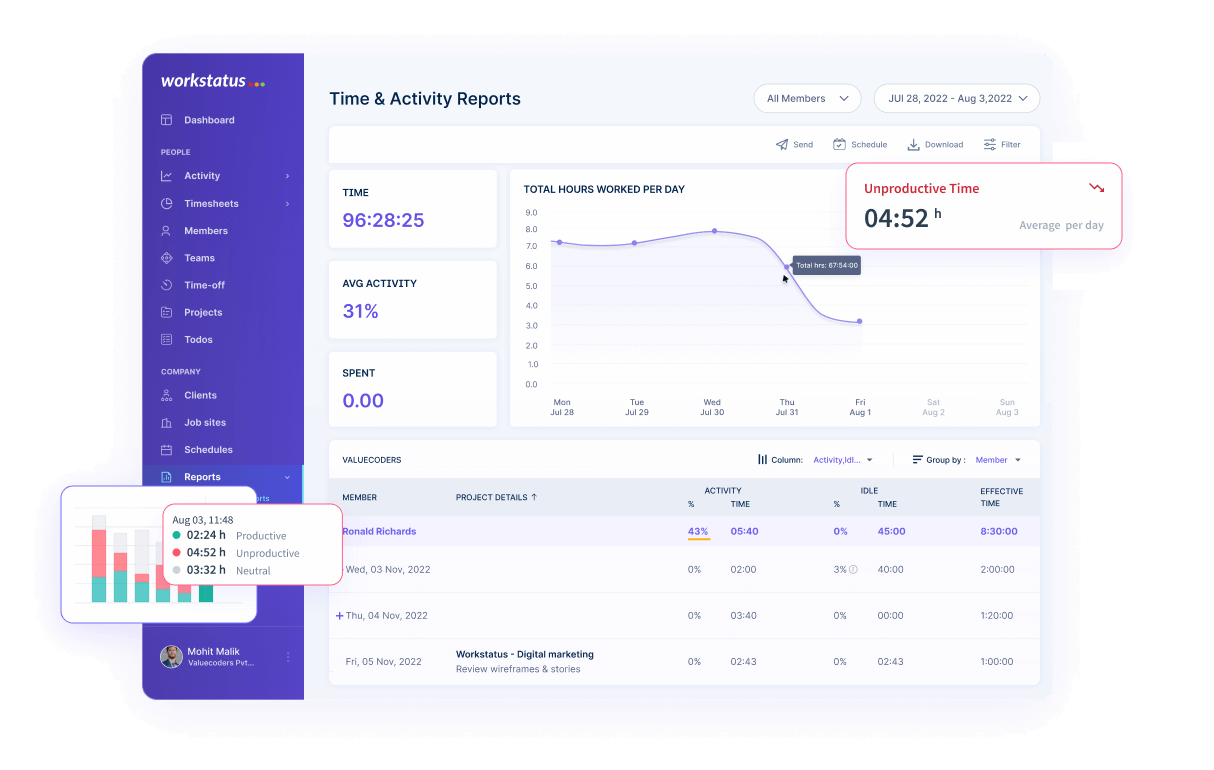 workstatus
Dashboard
PEOPLE
Activity
Timesheets
Members
Teams
Time-off
Projects
Todos
COMPANY
Clients
Job sites
Schedules
Reports
orts
Mohit Malik
Valuecoders Pvt...
Aug 03, 11:48
02:24 h Productive
04:52 h Unproductive
03:32 h Neutral
Time & Activity Reports
All Members
JUl 28, 2022 - Aug 3,2022
Send Schedule Download Filter
TIME
96:28:25
AVG ACTIVITY
31%
SPENT
0.00
TOTAL HOURS WORKED PER DAY
9.0
8.0
7.0
6.0
5.0
4.0
3.0
2.0
1.0
0.0
Total hrs: 67:54:00
Mon Tue Wed Thu Fri Sat Sun
Jul 28 Jul 29 Jul 30 Jul 31 Aug 1 Aug 2 Aug 3
Unproductive Time
04:52 h
Average per day
VALUECODERS
Column: Activity,Idl...
Group by : Member
ACTIVITY IDLE EFFECTIVE
MEMBER PROJECT DETAILS ↑ % TIME % TIME TIME
Ronald Richards 43% 05:40 0% 45:00 8:30:00
Wed, 03 Nov, 2022 0% 02:00 3% 40:00 2:00:00
+ Thu, 04 Nov, 2022 0% 03:40 0% 00:00 1:20:00
Workstatus - Digital marketing
Fri, 05 Nov, 2022 0% 02:43 0% 02:43 1:00:00
Review wireframes & stories